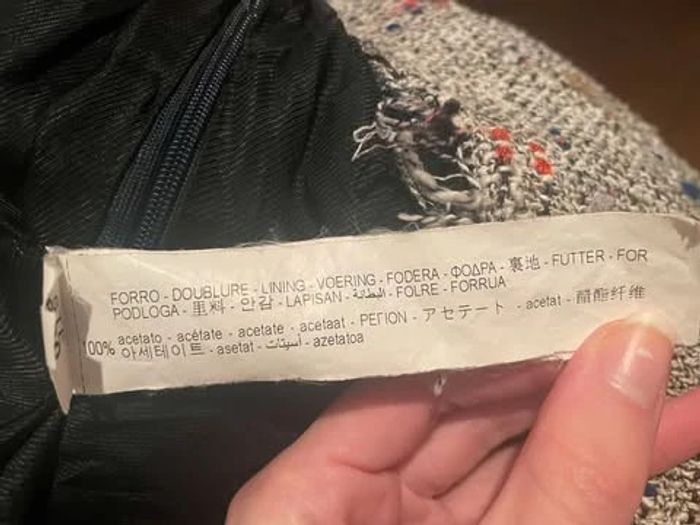 FORRO - DOUBLURE - LINING - VOERING - FODERA - ΦΟΔΡΑ - 裏地 - FUTTER - FOR
PODLOGA - 里料 - 안감 - LAPISAN - البطانة - FOLRE - FORRUA
100% acetato - acétate - acetate - acetaat - ΡΕΓΙΟΝ - アセテート - acetat - 醋酯纤维
아세테이트 - asetat - أسيتات - azetatoa